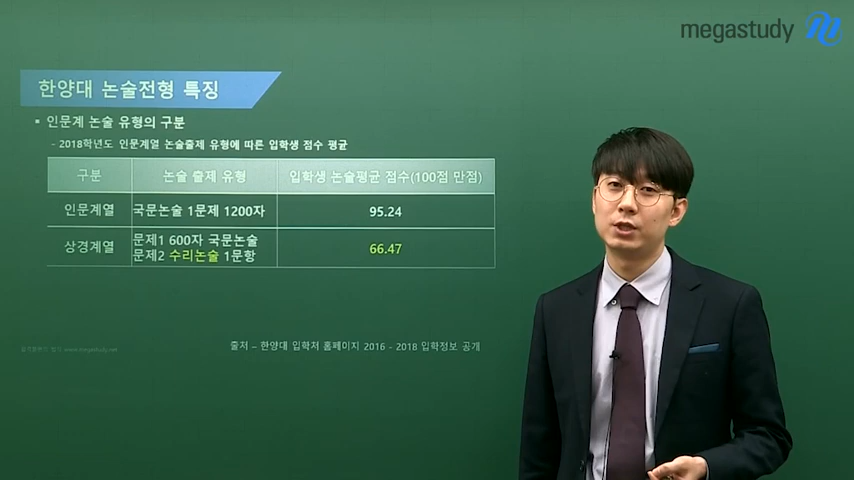 megastudy
한양대 논술전형 특징
▪ 인문계 논술 유형의 구분
- 2018학년도 인문계열 논술출제 유형에 따른 입학생 점수 평균
구분 논술 출제 유형 입학생 논술평균 점수(100점 만점)
인문계열 국문논술 1문제 1200자 95.24
상경계열 문제1 600자 국문논술 66.47
문제2 수리논술 1문항
출처 – 한양대 입학처 홈페이지 2016 - 2018 입학정보 공개
www.megastudy.net